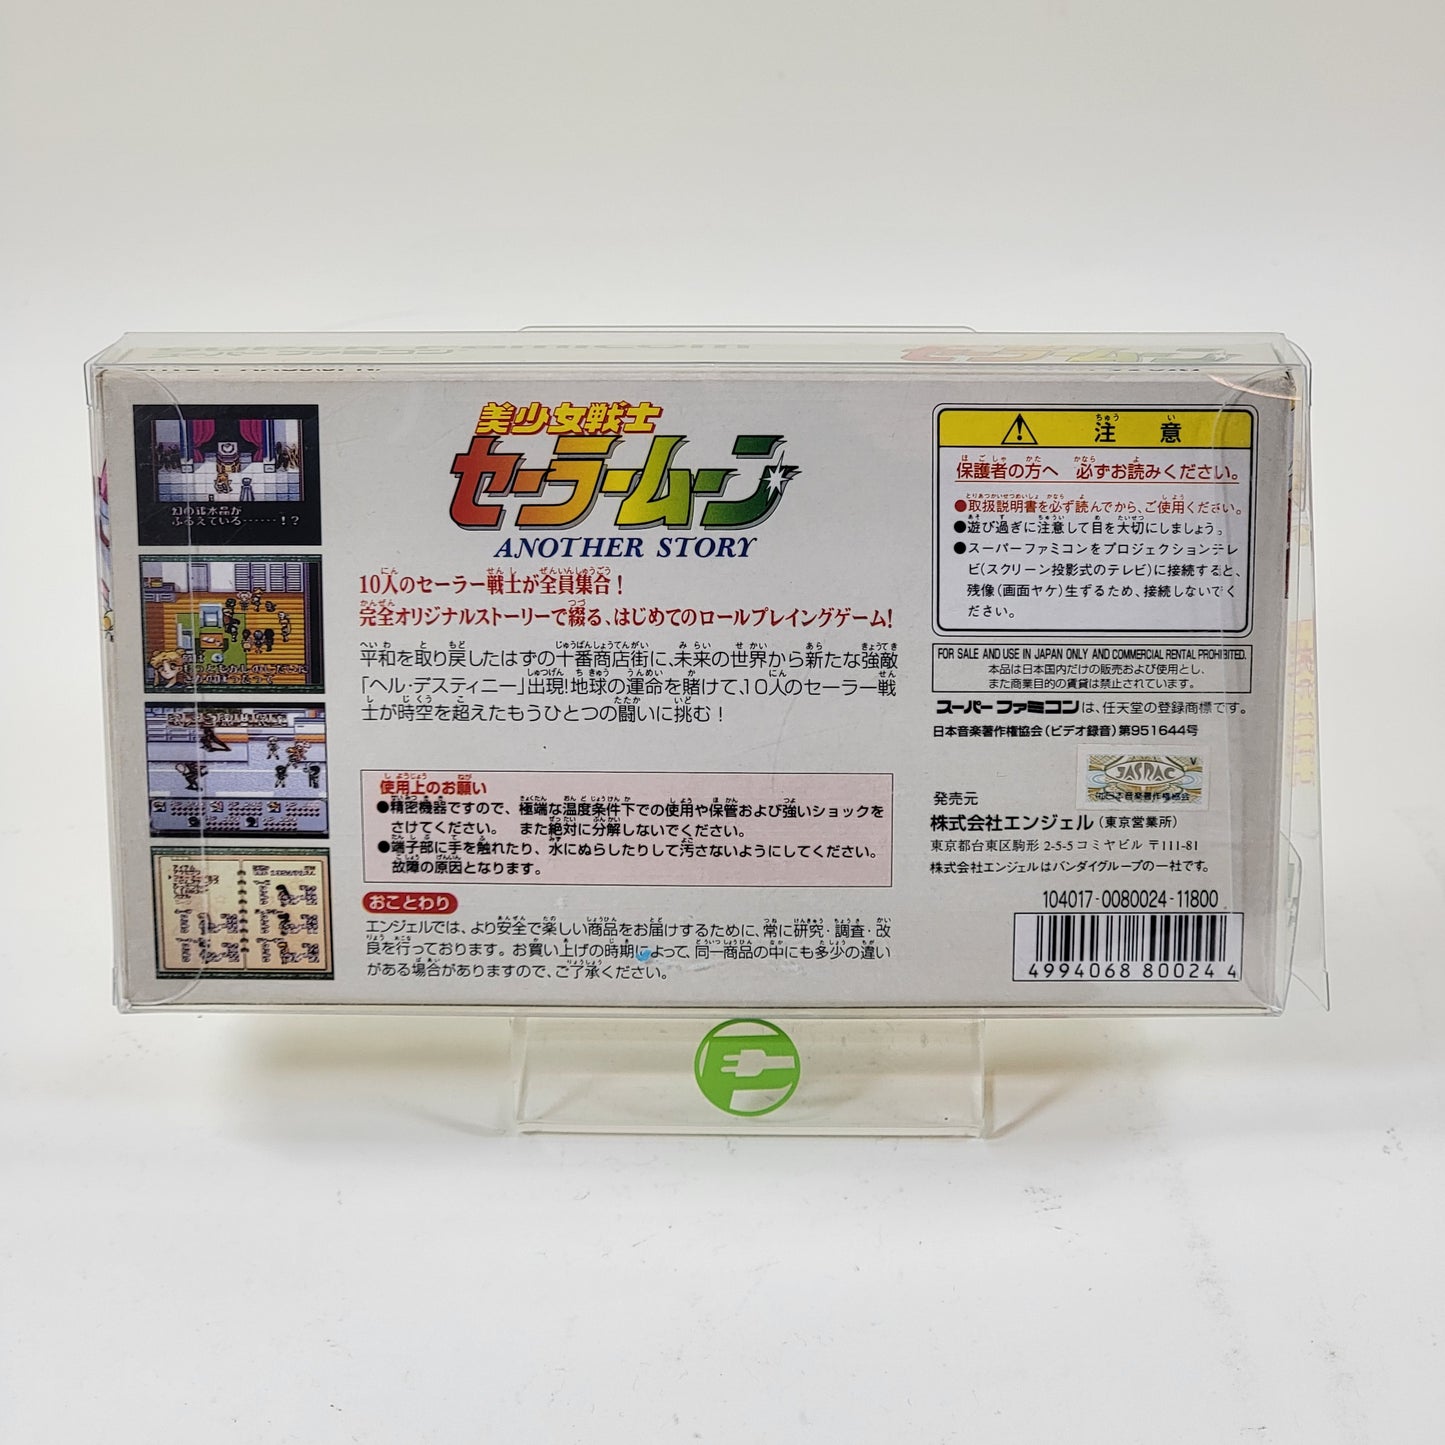 幻の銀水晶が
ふるえている……！？
美少女戦士
セーラームーン
ANOTHER STORY
10人のセーラー戦士が全員集合！
完全オリジナルストーリーで綴る、はじめてのロールプレイングゲーム！
平和を取り戻したはずの十番商店街に、未来の世界から新たな強敵
「ヘル・デスティニー」出現！地球の運命を賭けて、10人のセーラー戦
士が時空を超えたもうひとつの闘いに挑む！
使用上のお願い
●精密機器ですので、極端な温度条件下での使用や保管および強いショックを
さけてください。 また絶対に分解しないでください。
●端子部に手を触れたり、水にぬらしたりして汚さないようにしてください。
故障の原因となります。
おことわり
エンジェルでは、より安全で楽しい商品をお届けするために、常に研究・調査・改
良を行っております。お買い上げの時期によって、同一商品の中にも多少の違い
がある場合がありますので、ご了承ください。
注意
保護者の方へ 必ずお読みください。
●取扱説明書を必ず読んでから、ご使用ください。
●遊び過ぎに注意して目を大切にしましょう。
●スーパーファミコンをプロジェクションテレ
ビ(スクリーン投影式のテレビ)に接続すると、
残像(画面ヤケ)生ずるため、接続しないでく
ださい。
FOR SALE AND USE IN JAPAN ONLY AND COMMERCIAL RENTAL PROHIBITED.
本品は日本国内だけの販売および使用とし、
また商業目的の賃貸は禁止されています。
スーパーファミコンは、任天堂の登録商標です。
日本音楽著作権協会(ビデオ録音)第951644号
V
JASRAC
日本音楽著作権協会
発売元
株式会社エンジェル(東京営業所)
東京都台東区駒形 2-5-5 コミヤビル 〒111-81
株式会社エンジェルはバンダイグループの一社です。
104017-0080024-11800
4994068 80024 4